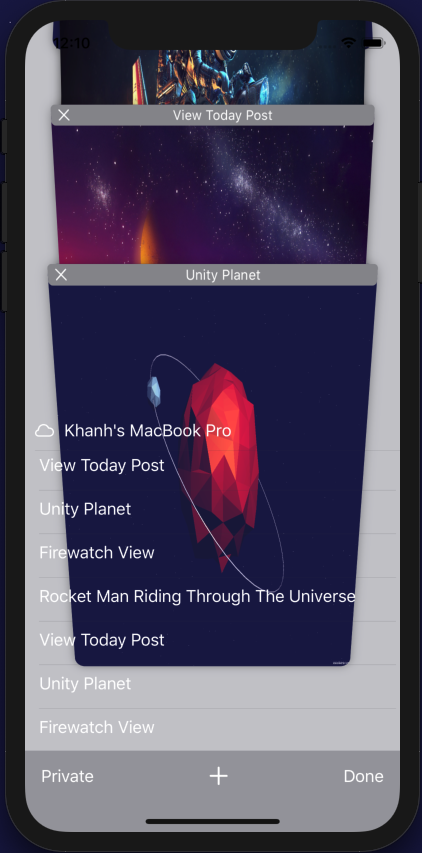 12:10
View Today Post
Unity Planet
Khanh's MacBook Pro
View Today Post
Unity Planet
Firewatch View
Rocket Man Riding Through The Universe
View Today Post
Unity Planet
Firewatch View
Private
Done